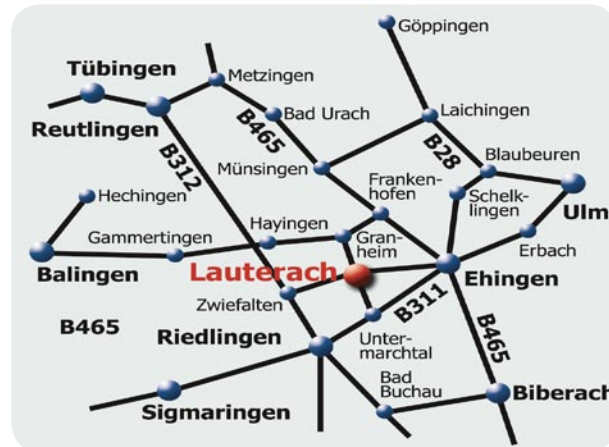 Göppingen
Tübingen
Metzingen
Reutlingen
B465
Bad Urach
Laichingen
B312
Münsingen
B28
Blaubeuren
Hechingen
Franken-
hofen
Schelk-
lingen
Ulm
Gammertingen
Hayingen
Gran-
heim
Erbach
Balingen
Lauterach
Ehingen
B465
Zwiefalten
B311
B465
Riedlingen
Unter-
marchtal
Bad
Buchau
Sigmaringen
Biberach